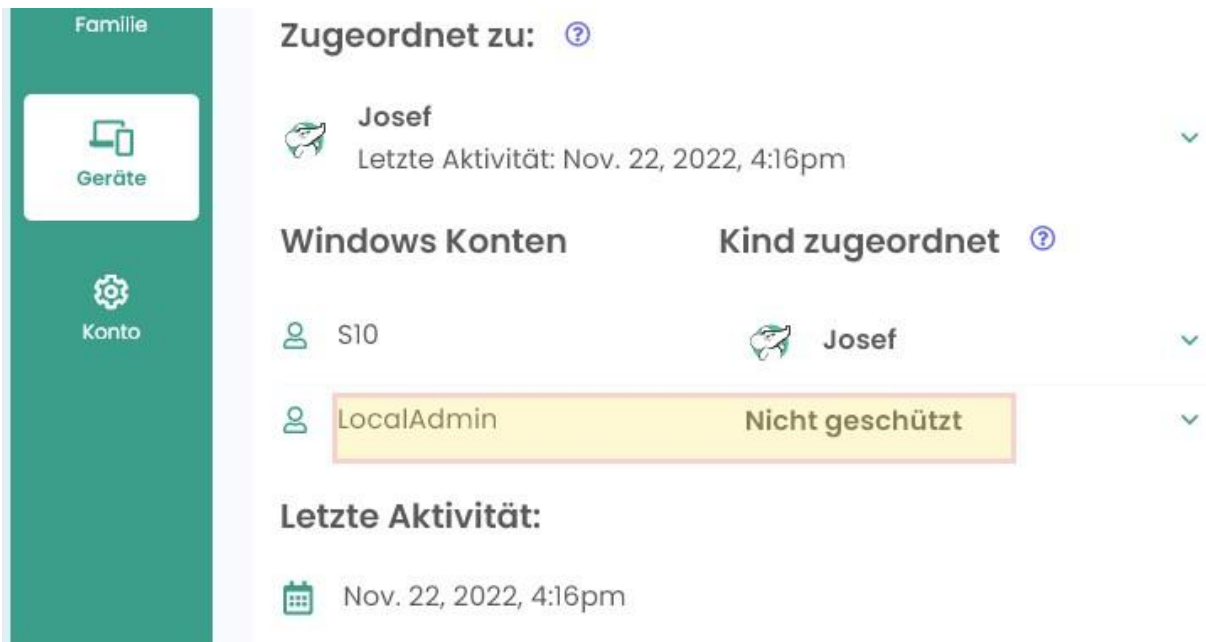 Familie
Zugeordnet zu:
Josef
Letzte Aktivität: Nov. 22, 2022, 4:16pm
Geräte
Windows Konten Kind zugeordnet
Konto
S10 Josef
LocalAdmin Nicht geschützt
Letzte Aktivität:
Nov. 22, 2022, 4:16pm